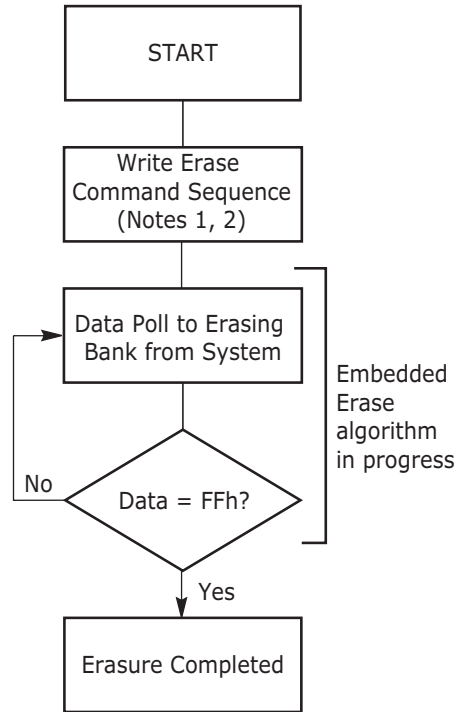 START
Write Erase
Command Sequence
(Notes 1, 2)
Data Poll to Erasing
Bank from System
Embedded
Erase
algorithm
in progress
No
Data = FFh?
Yes
Erasure Completed